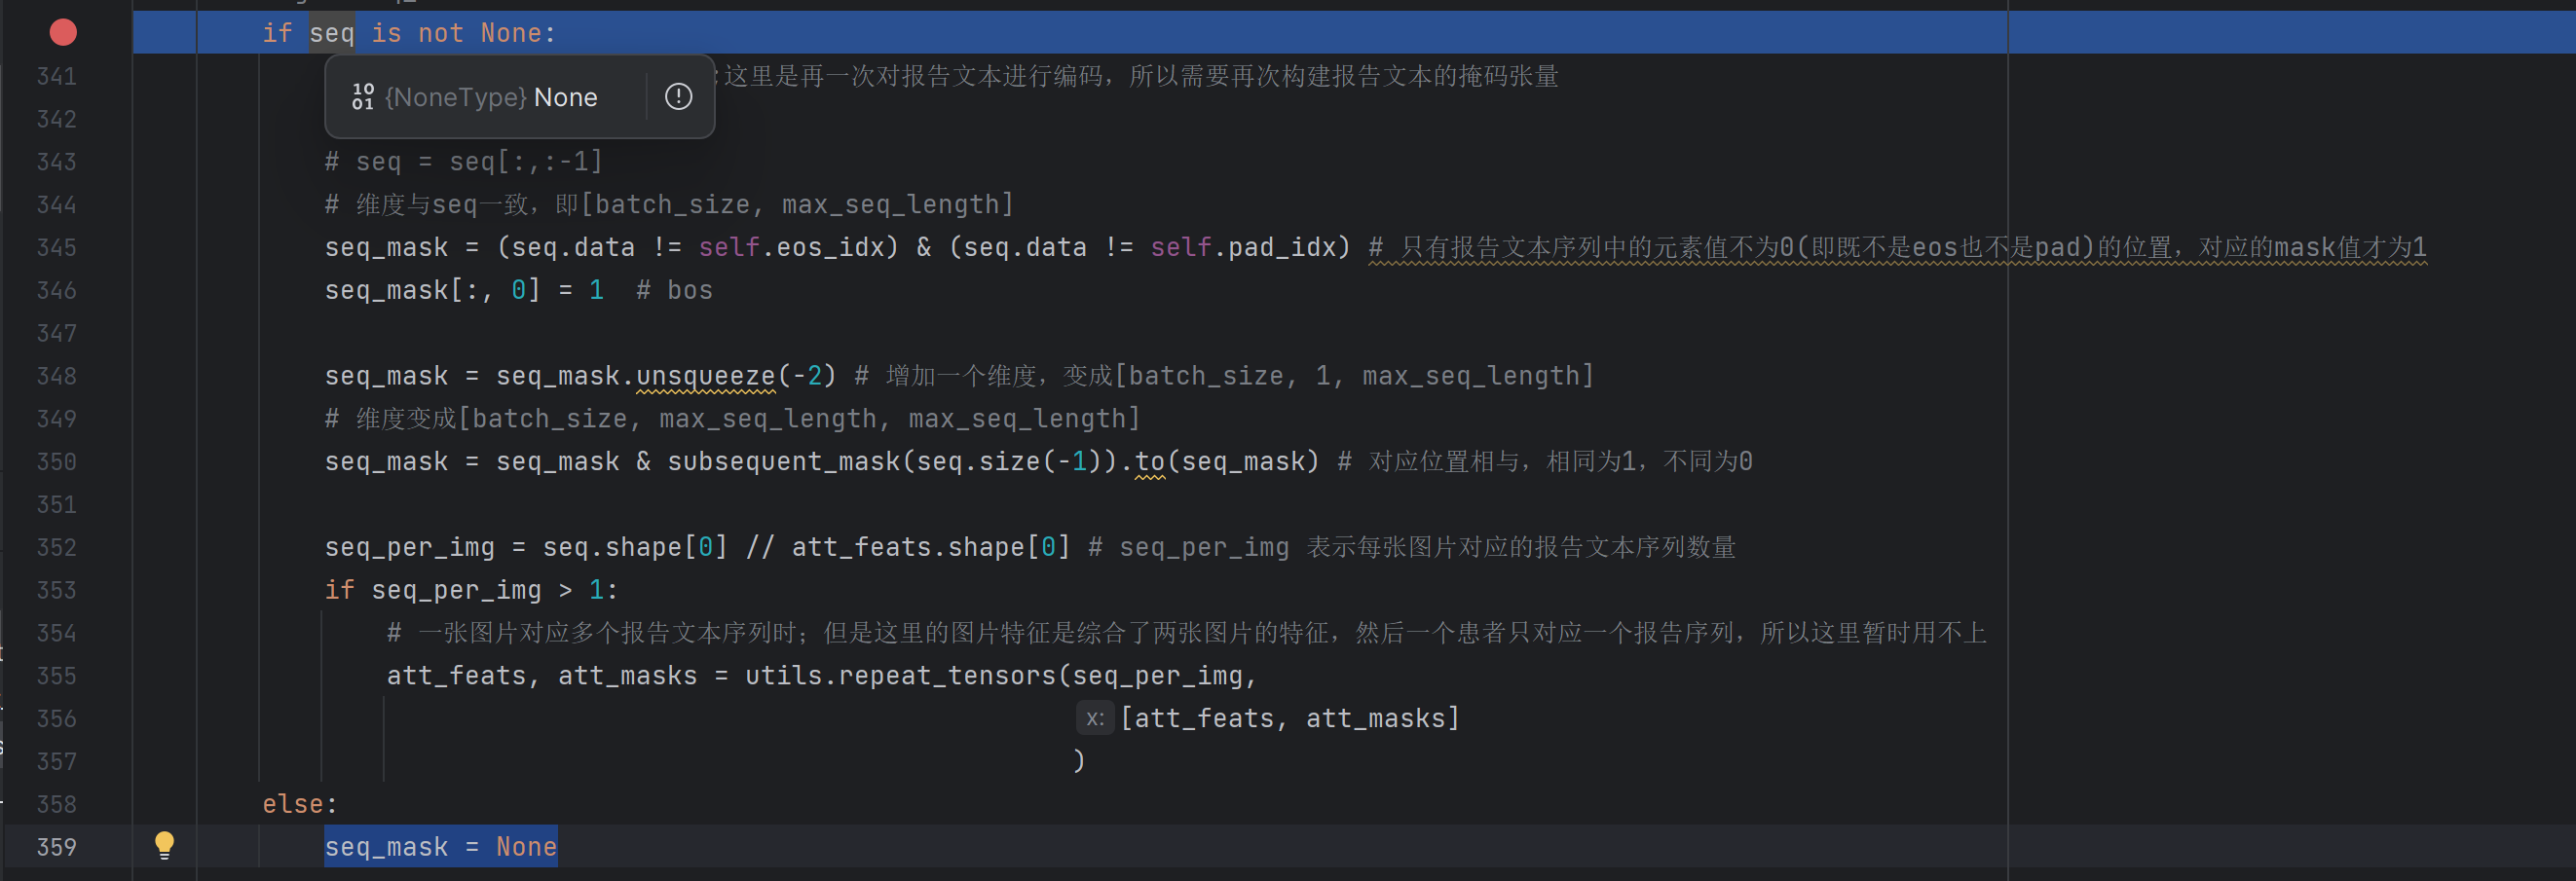 if seq is not None:
341 :这里是再一次对报告文本进行编码，所以需要再次构建报告文本的掩码张量
10 01 {NoneType} None
342
343 # seq = seq[:,:-1]
344 # 维度与seq一致，即[batch_size, max_seq_length]
345 seq_mask = (seq.data != self.eos_idx) & (seq.data != self.pad_idx) # 只有报告文本序列中的元素值不为0(即既不是eos也不是pad)的位置，对应的mask值才为1
346 seq_mask[:, 0] = 1  # bos
347
348 seq_mask = seq_mask.unsqueeze(-2) # 增加一个维度，变成[batch_size, 1, max_seq_length]
349 # 维度变成[batch_size, max_seq_length, max_seq_length]
350 seq_mask = seq_mask & subsequent_mask(seq.size(-1)).to(seq_mask) # 对应位置相与，相同为1，不同为0
351
352 seq_per_img = seq.shape[0] // att_feats.shape[0] # seq_per_img 表示每张图片对应的报告文本序列数量
353 if seq_per_img > 1:
354 # 一张图片对应多个报告文本序列时；但是这里的图片特征是综合了两张图片的特征，然后一个患者只对应一个报告序列，所以这里暂时用不上
355 att_feats, att_masks = utils.repeat_tensors(seq_per_img,
356 x: [att_feats, att_masks]
357 )
358 else:
359 seq_mask = None